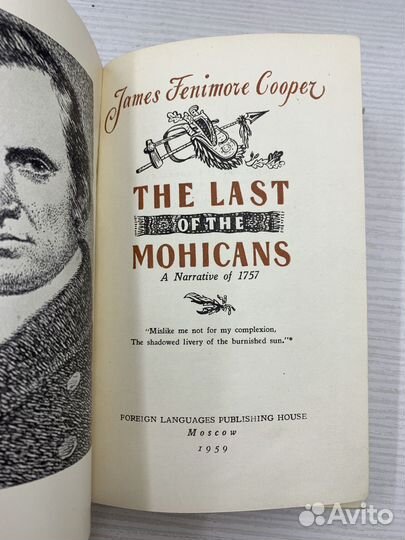 James Fenimore Cooper
THE LAST
OF THE
MOHICANS
A Narrative of 1757
"Mislike me not for my complexion,
The shadowed livery of the burnished sun."*
FOREIGN LANGUAGES PUBLISHING HOUSE
Moscow
1959
Avito